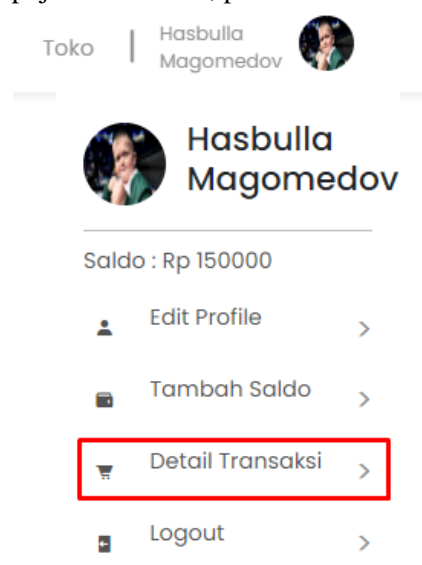 Toko | Hasbulla
Magomedov
Hasbulla
Magomedov
Saldo : Rp 150000
Edit Profile >
Tambah Saldo >
Detail Transaksi >
Logout >